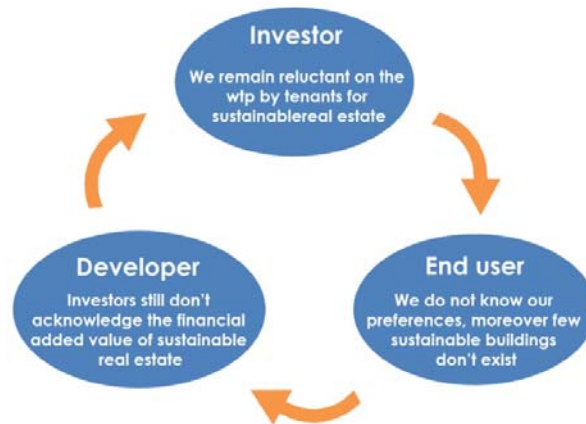 Investor
We remain reluctant on the
wtp by tenants for
sustainablereal estate
Developer
Investors still don't
acknowledge the financial
added value of sustainable
real estate
End user
We do not know our
preferences, moreover few
sustainable buildings
don't exist